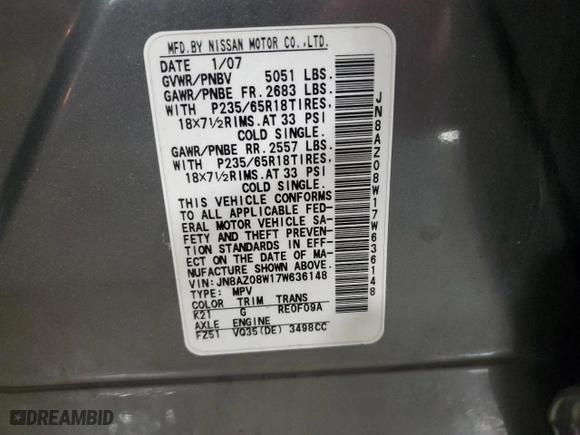 MFD.BY NISSAN MOTOR CO.,LTD.
DATE 1/07
GVWR/PNBV 5051 LBS.
GAWR/PNBE FR. 2683 LBS.
WITH P235/65R18TIRES,
18X7½RIMS.AT 33 PSI
COLD SINGLE.
GAWR/PNBE RR. 2557 LBS.
WITH P235/65R18TIRES,
18X7½RIMS.AT 33 PSI
COLD SINGLE.
THIS VEHICLE CONFORMS
TO ALL APPLICABLE FED-
ERAL MOTOR VEHICLE SA-
FETY AND THEFT PREVEN-
TION STANDARDS IN EFF-
ECT ON THE DATE OF MA-
NUFACTURE SHOWN ABOVE.
VIN:JN8AZ08W17W636148
TYPE: MPV
COLOR TRIM TRANS
K21 G RE0F09A
AXLE ENGINE
FZ51 VQ35(DE) 3498CC
JN8AZ08W17W636148
DREAMBID